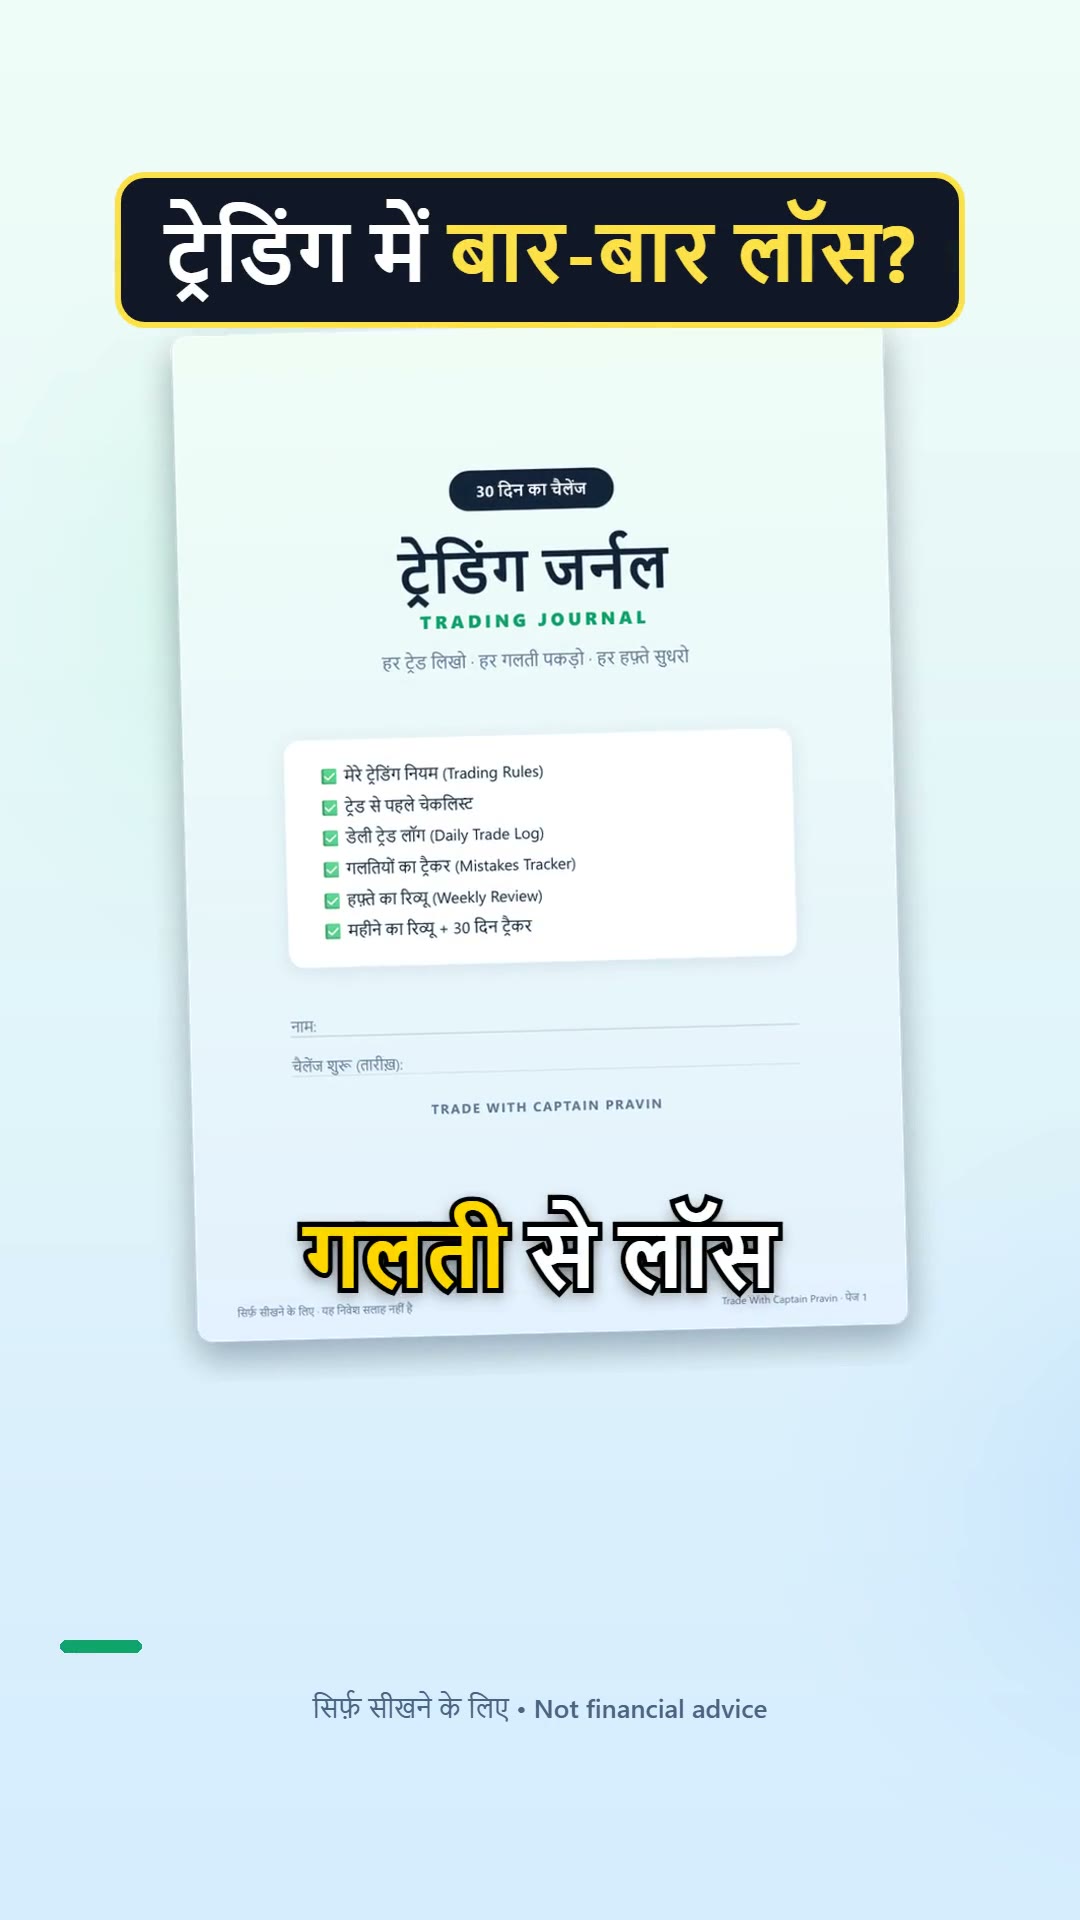 ट्रेडिंग में बार-बार लॉस?
30 दिन का चैलेंज
ट्रेडिंग जर्नल
TRADING JOURNAL
हर ट्रेड लिखो · हर गलती पकड़ो · हर हफ़्ते सुधरो
✅ मेरे ट्रेडिंग नियम (Trading Rules)
✅ ट्रेड से पहले चेकलिस्ट
✅ डेली ट्रेड लॉग (Daily Trade Log)
✅ गलतियों का ट्रैकर (Mistakes Tracker)
✅ हफ़्ते का रिव्यू (Weekly Review)
✅ महीने का रिव्यू + 30 दिन ट्रैकर
नाम:
चैलेंज शुरू (तारीख़):
TRADE WITH CAPTAIN PRAVIN
गलती से लॉस
सिर्फ़ सीखने के लिए · यह निवेश सलाह नहीं है
Trade With Captain Pravin · पेज 1
सिर्फ़ सीखने के लिए • Not financial advice